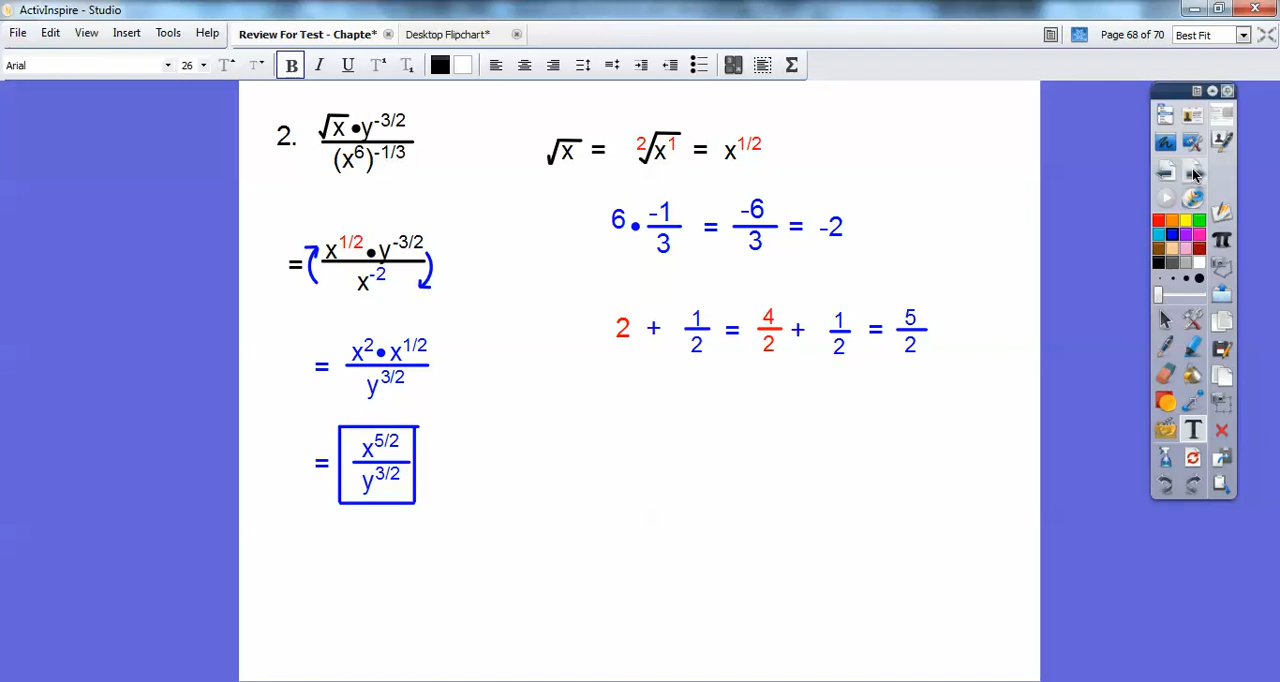 ActivInspire - Studio
File Edit View Insert Tools Help
Review For Test - Chapte* Desktop Flipchart*
Page 68 of 70 Best Fit
Arial 26 B I U T¹ T₁ Σ
2. √x•y^-3/2 / (x^6)^-1/3
√x = ²√x^1 = x^1/2
6 • -1/3 = -6/3 = -2
= x^1/2 • y^-3/2 / x^-2
2 + 1/2 = 4/2 + 1/2 = 5/2
= x^2 • x^1/2 / y^3/2
= x^5/2 / y^3/2